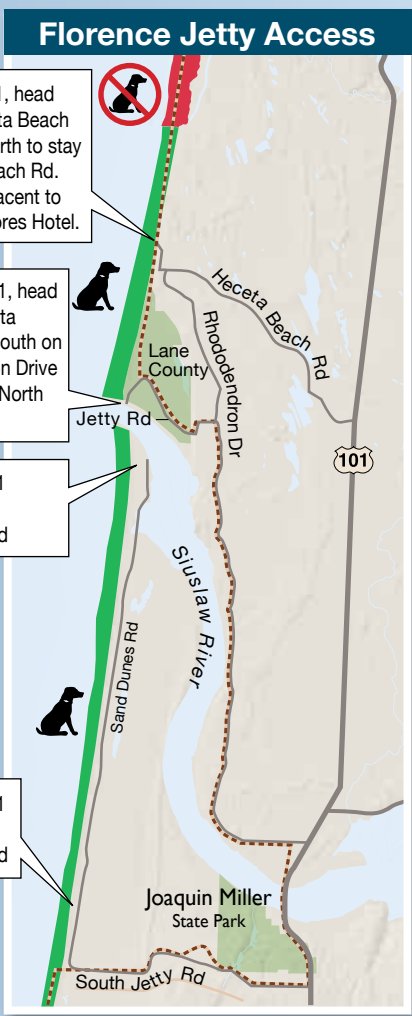 Florence Jetty Access
, head
ta Beach
rth to stay
ach Rd.
acent to
ores Hotel.
1, head
ta
outh on
n Drive
North
Heceta Beach Rd
Rhododendron Dr
Lane
County
Jetty Rd
101
1
d
Siuslaw River
Sand Dunes Rd
1
d
Joaquin Miller
State Park
South Jetty Rd